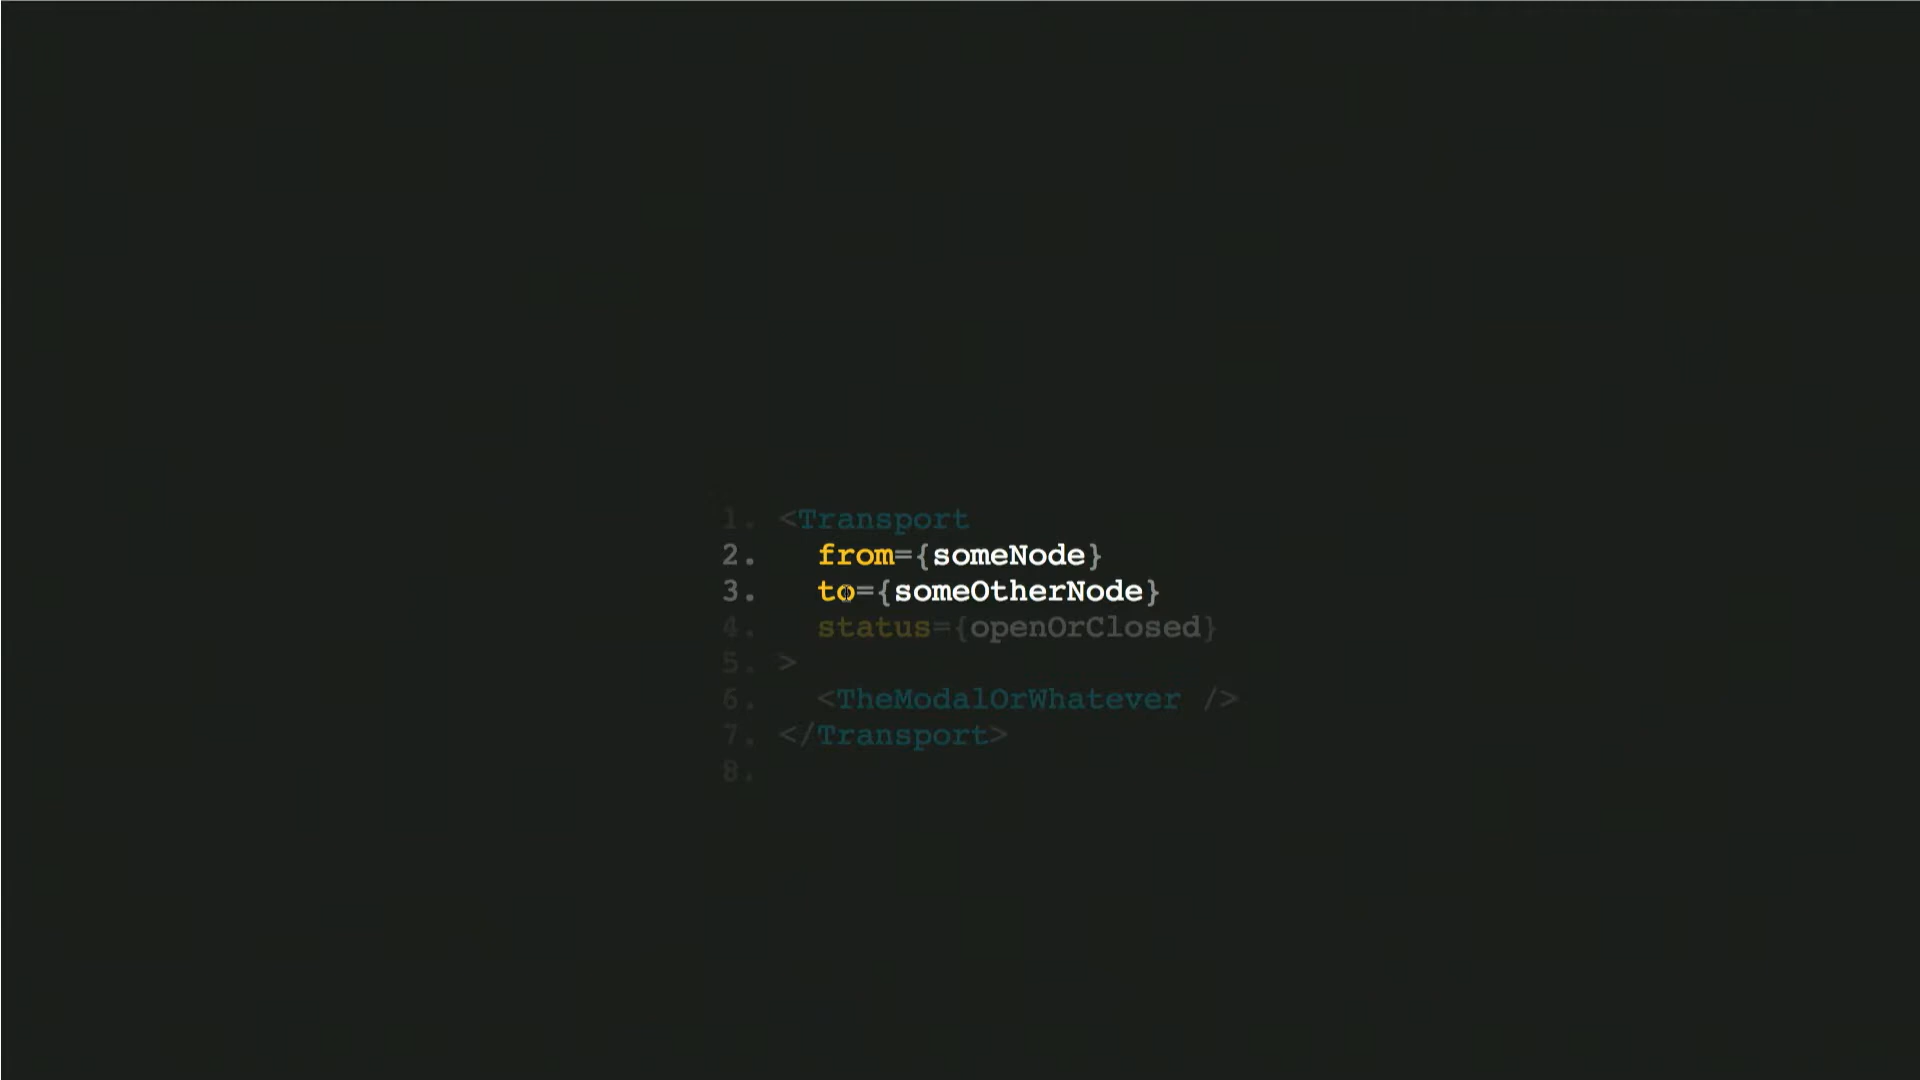 1. <Transport
2. from={someNode}
3. to={someOtherNode}
4. status={openOrClosed}
5. >
6. <TheModalOrWhatever />
7. </Transport>
8.